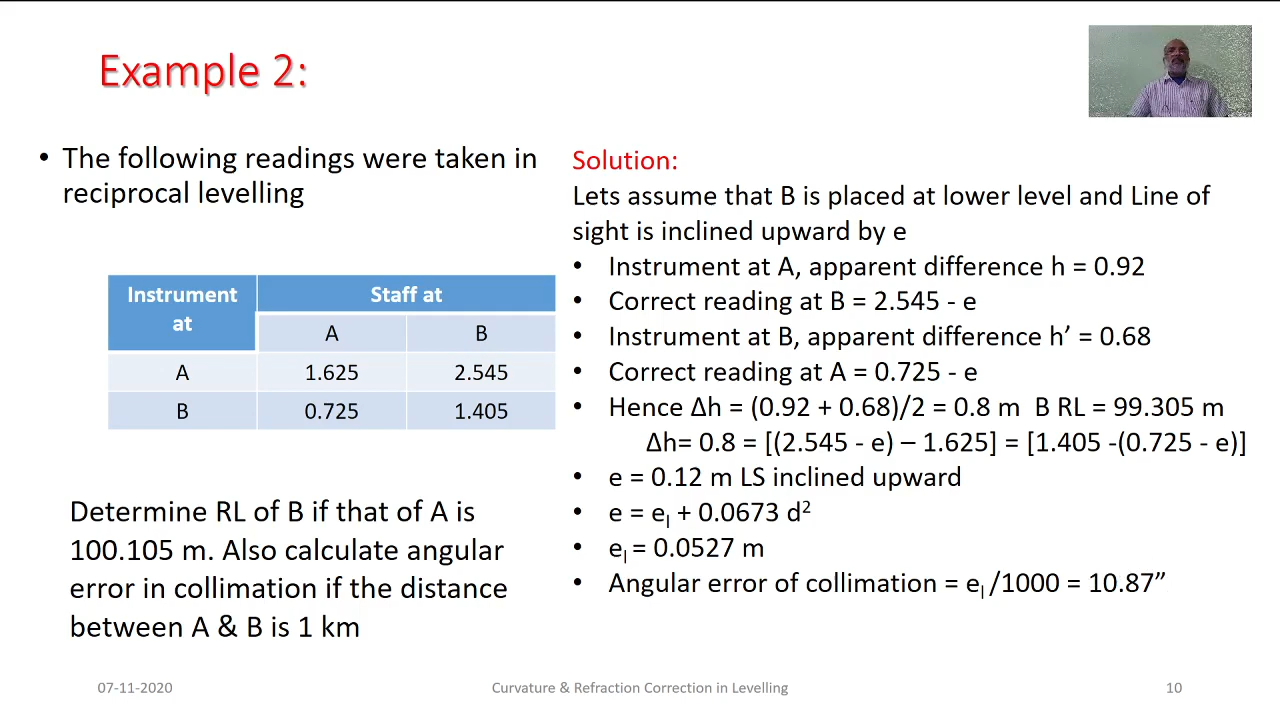 Example 2:
• The following readings were taken in
reciprocal levelling
Instrument at Staff at
A B
A 1.625 2.545
B 0.725 1.405
Determine RL of B if that of A is
100.105 m. Also calculate angular
error in collimation if the distance
between A & B is 1 km
Solution:
Lets assume that B is placed at lower level and Line of
sight is inclined upward by e
• Instrument at A, apparent difference h = 0.92
• Correct reading at B = 2.545 - e
• Instrument at B, apparent difference h’ = 0.68
• Correct reading at A = 0.725 - e
• Hence Δh = (0.92 + 0.68)/2 = 0.8 m B RL = 99.305 m
Δh= 0.8 = [(2.545 - e) – 1.625] = [1.405 -(0.725 - e)]
• e = 0.12 m LS inclined upward
• e = eₗ + 0.0673 d²
• eₗ = 0.0527 m
• Angular error of collimation = eₗ /1000 = 10.87”
07-11-2020
Curvature & Refraction Correction in Levelling
10